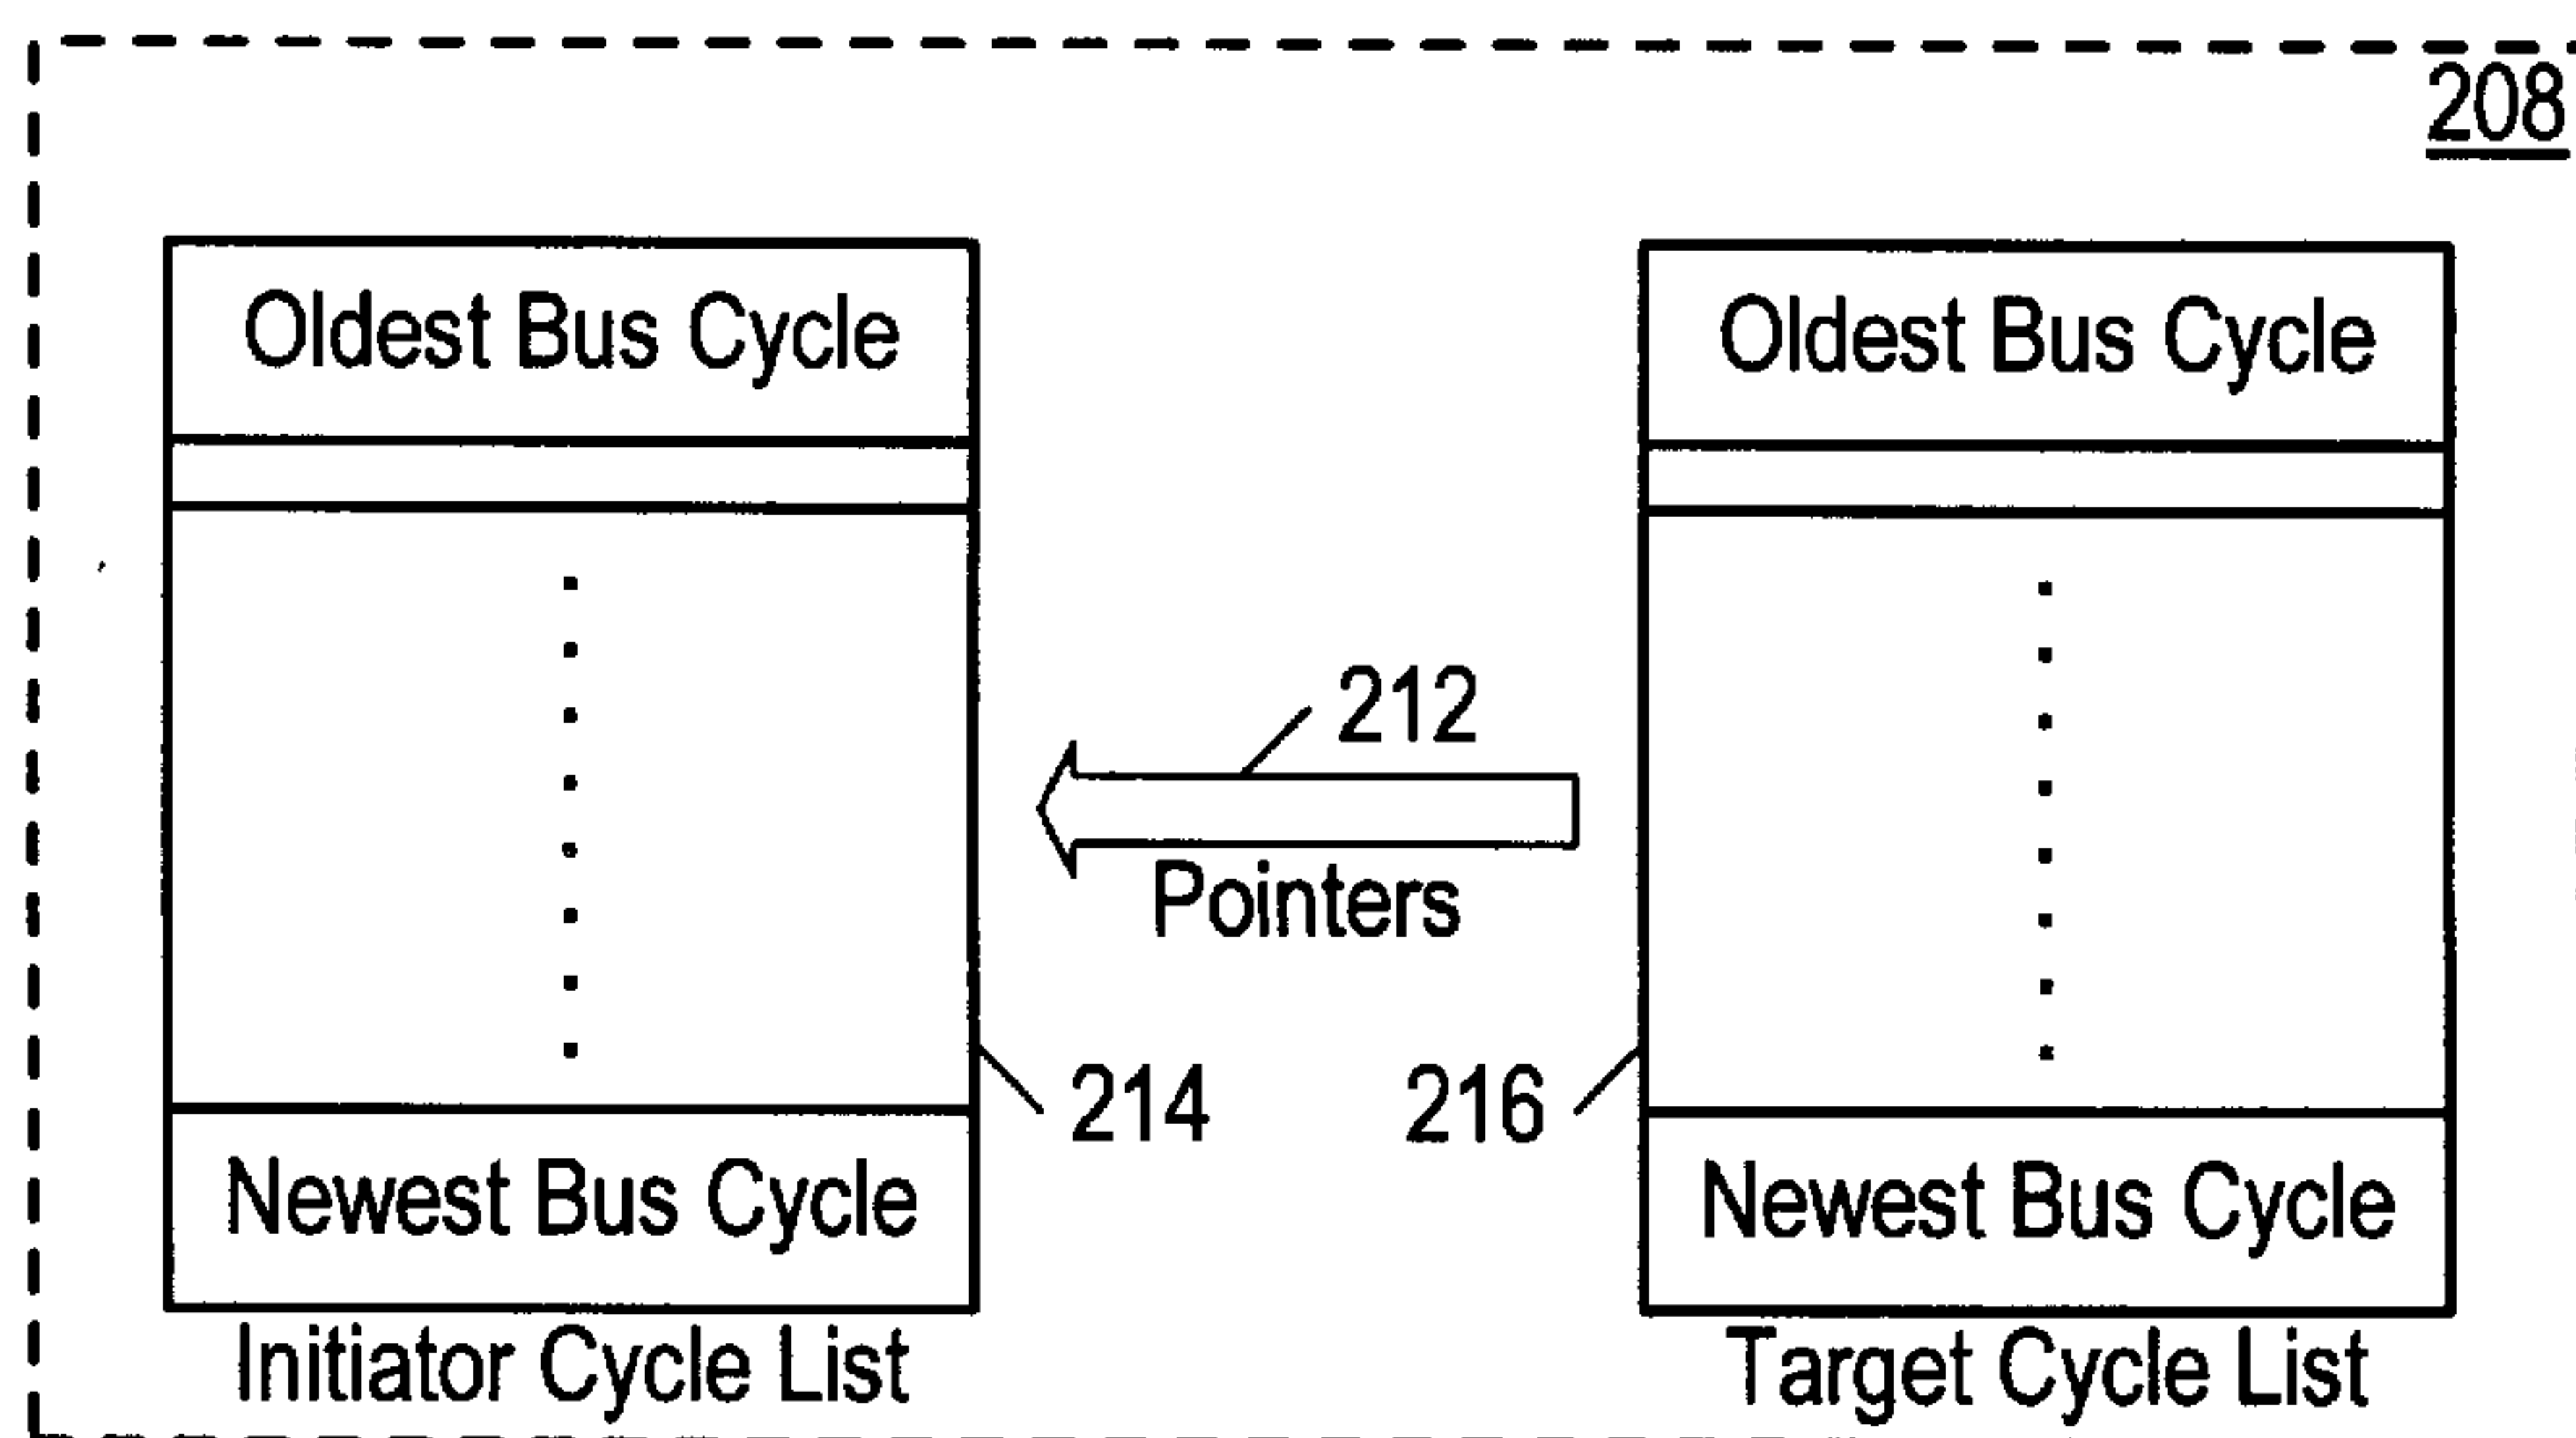 208
Oldest Bus Cycle
Oldest Bus Cycle
212
Pointers
214
216
Newest Bus Cycle
Newest Bus Cycle
Initiator Cycle List
Target Cycle List